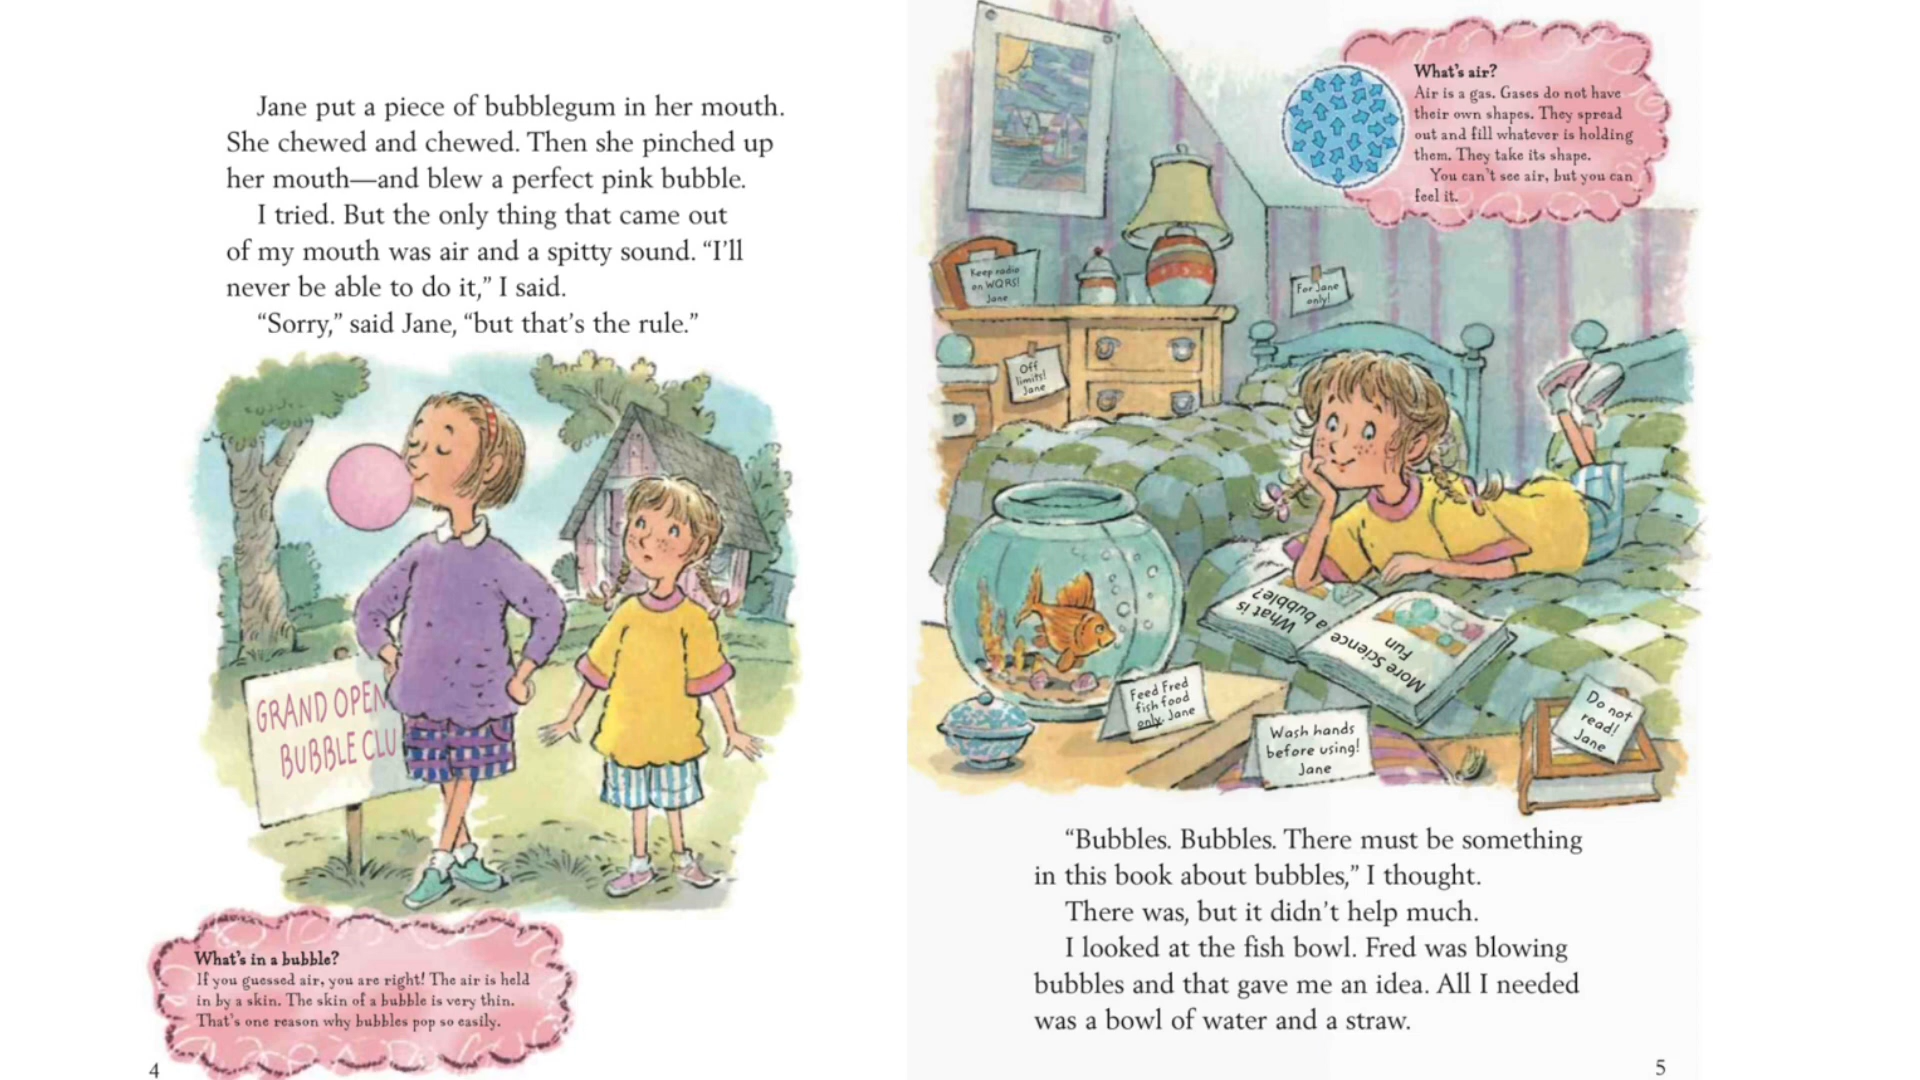 Jane put a piece of bubblegum in her mouth.
She chewed and chewed. Then she pinched up
her mouth—and blew a perfect pink bubble.
I tried. But the only thing that came out
of my mouth was air and a spitty sound. “I’ll
never be able to do it,” I said.
“Sorry,” said Jane, “but that’s the rule.”
GRAND OPEN
BUBBLE CLU
What’s in a bubble?
If you guessed air, you are right! The air is held
in by a skin. The skin of a bubble is very thin.
That’s one reason why bubbles pop so easily.
4
What’s air?
Air is a gas. Gases do not have
their own shapes. They spread
out and fill whatever is holding
them. They take its shape.
You can’t see air, but you can
feel it.
Keep radio
on WQRS!
Jane
For Jane
only!
Off
limits!
Jane
What is
a bubble?
More Science
Fun
Feed Fred
fish food
only. Jane
Wash hands
before using!
Jane
Do not
read!
Jane
“Bubbles. Bubbles. There must be something
in this book about bubbles,” I thought.
There was, but it didn’t help much.
I looked at the fish bowl. Fred was blowing
bubbles and that gave me an idea. All I needed
was a bowl of water and a straw.
5